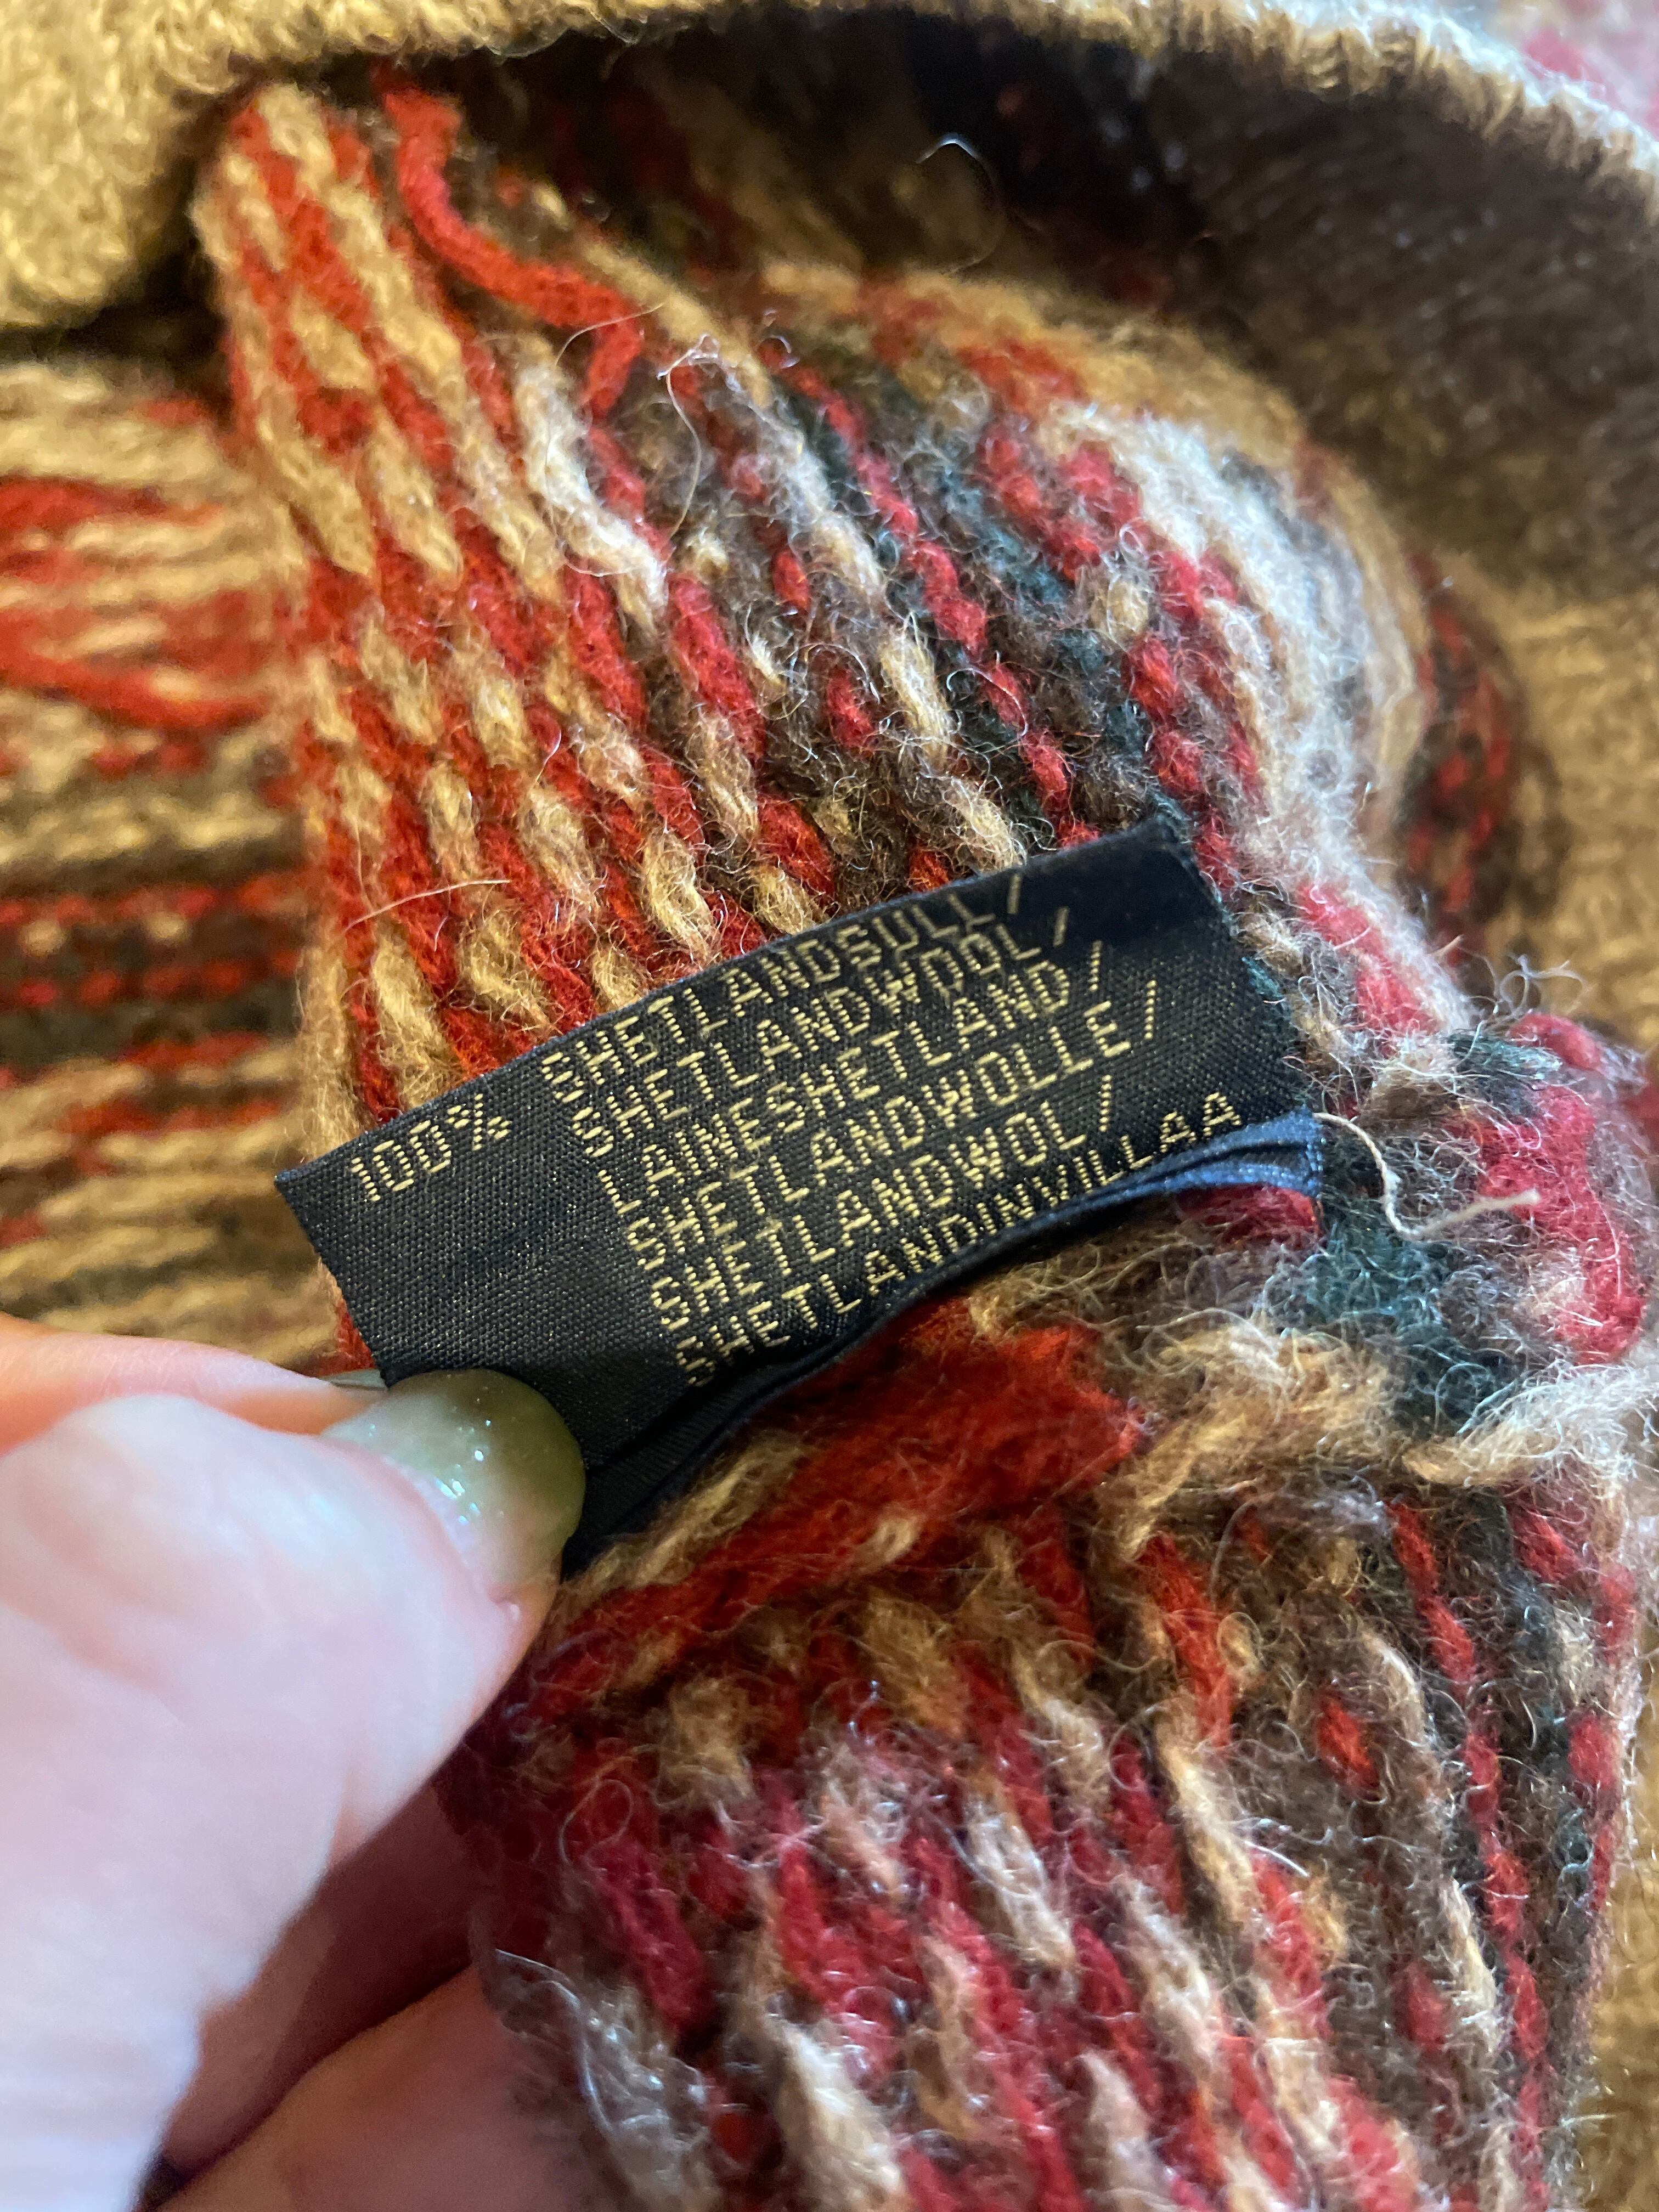 100% SHETLANDSULL/
SHETLANDWOOL/
LAINESHETLAND/
SHETLANDWOLLE/
SHETLANDWOL/
SHETLANDINVILLAA